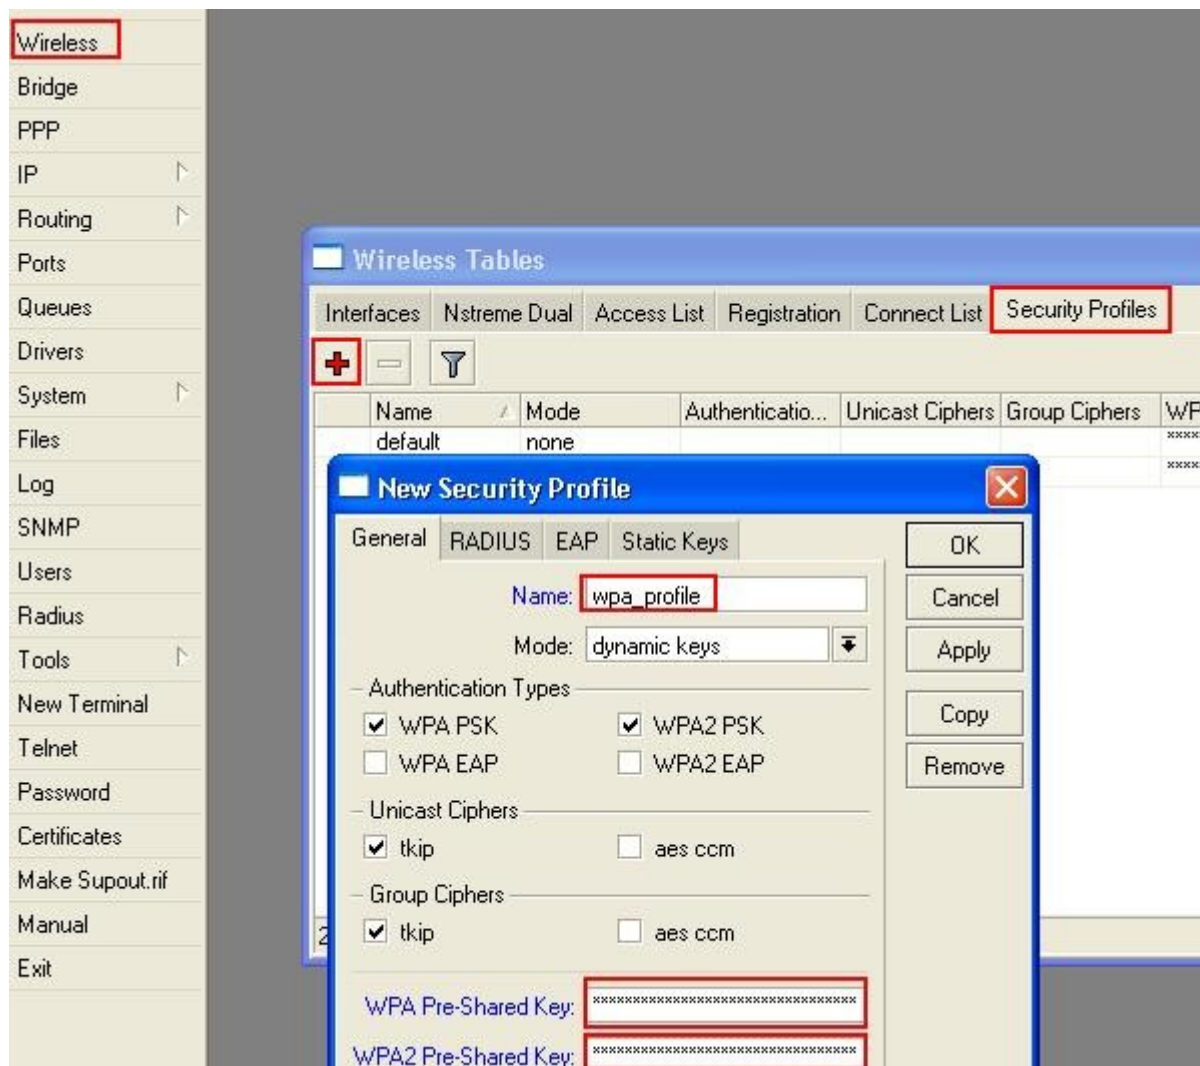 Wireless
Bridge
PPP
IP
Routing
Ports
Queues
Drivers
System
Files
Log
SNMP
Users
Radius
Tools
New Terminal
Telnet
Password
Certificates
Make Supout.rif
Manual
Exit
Wireless Tables
Interfaces Nstreme Dual Access List Registration Connect List Security Profiles
Name Mode Authenticatio... Unicast Ciphers Group Ciphers WP
default none
2
New Security Profile
General RADIUS EAP Static Keys
Name: wpa_profile
Mode: dynamic keys
Authentication Types
WPA PSK WPA2 PSK
WPA EAP WPA2 EAP
Unicast Ciphers
tkip aes ccm
Group Ciphers
tkip aes ccm
WPA Pre-Shared Key: *********************************
WPA2 Pre-Shared Key: *********************************
OK
Cancel
Apply
Copy
Remove